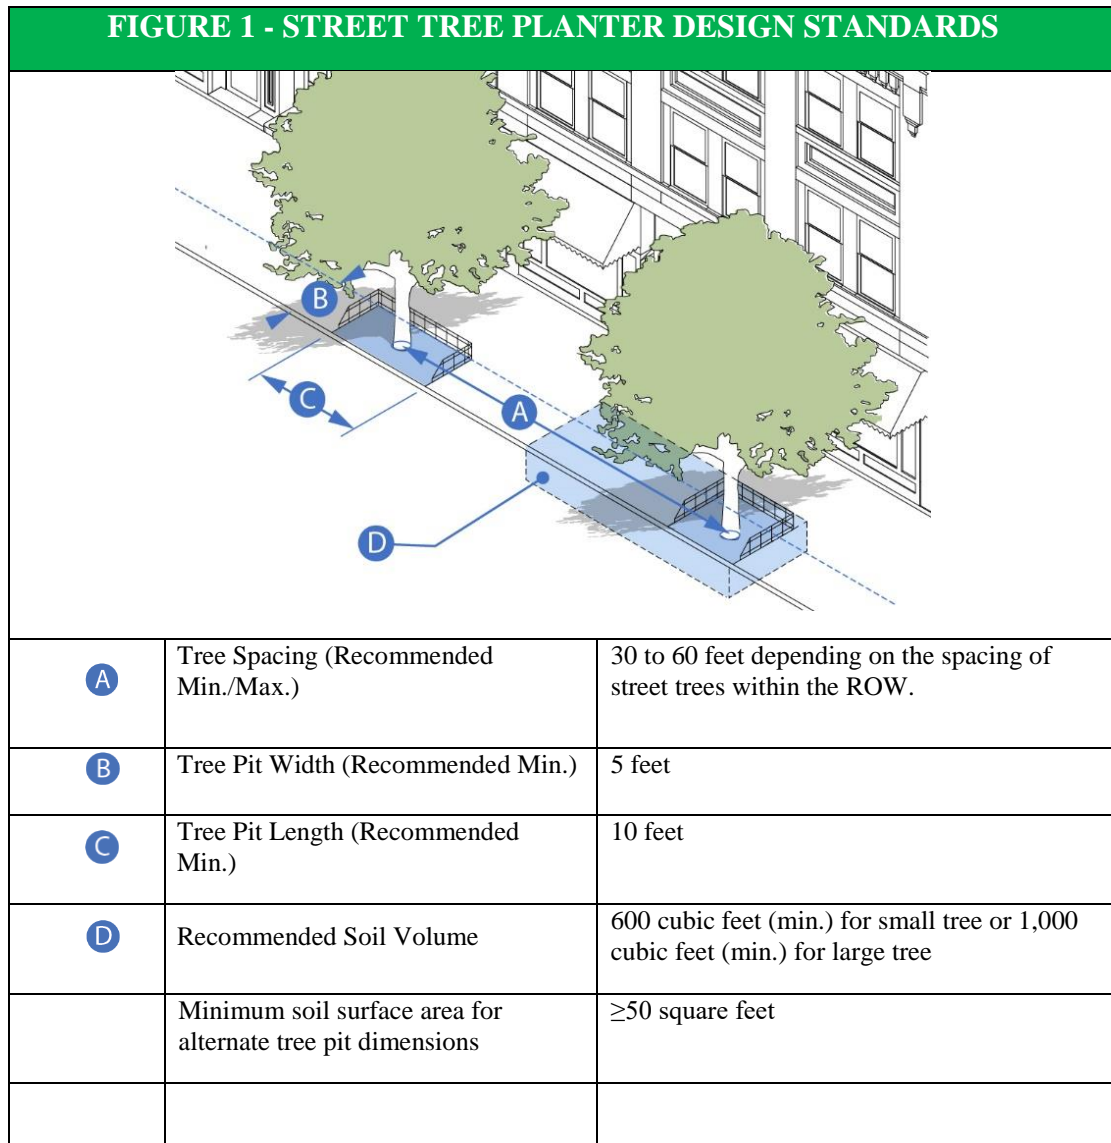 FIGURE 1 - STREET TREE PLANTER DESIGN STANDARDS
B
C
A
D
A
Tree Spacing (Recommended
Min./Max.)
30 to 60 feet depending on the spacing of
street trees within the ROW.
B
Tree Pit Width (Recommended Min.)
5 feet
C
Tree Pit Length (Recommended
Min.)
10 feet
D
Recommended Soil Volume
600 cubic feet (min.) for small tree or 1,000
cubic feet (min.) for large tree
Minimum soil surface area for
alternate tree pit dimensions
≥50 square feet